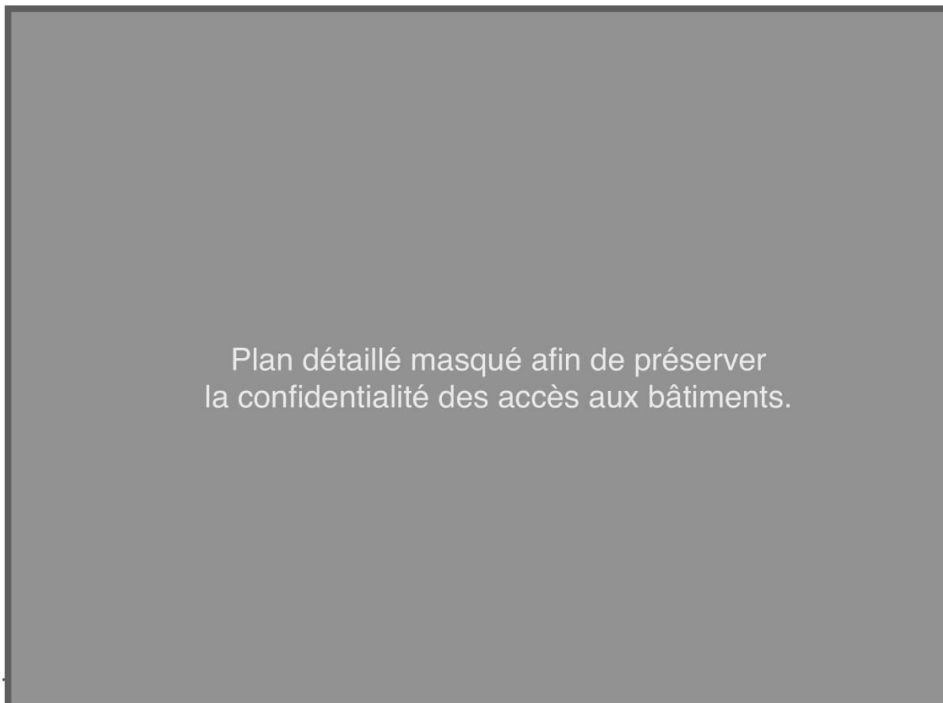 Plan détaillé masqué afin de préserver
la confidentialité des accès aux bâtiments.